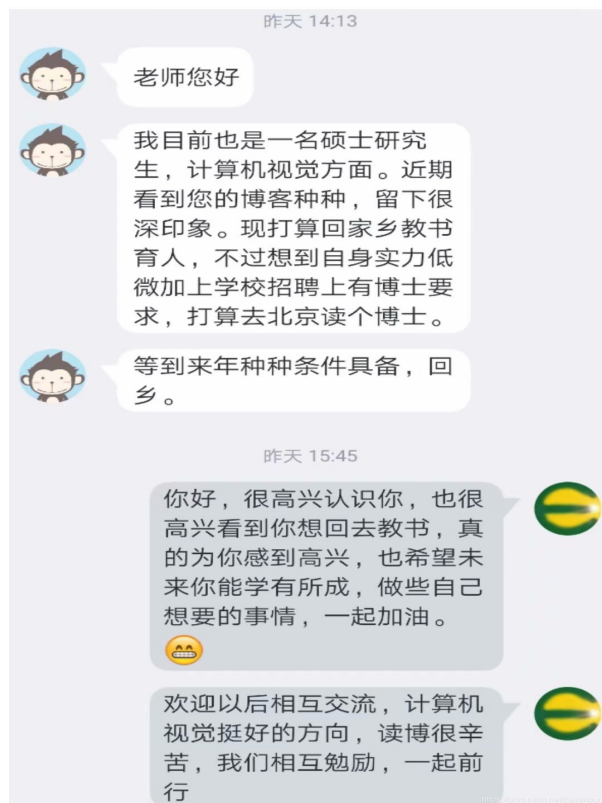 昨天 14:13
老师您好
我目前也是一名硕士研究
生，计算机视觉方面。近期
看到您的博客种种，留下很
深印象。现打算回家乡教书
育人，不过想到自身实力低
微加上学校招聘上有博士要
求，打算去北京读个博士。
等到来年种种条件具备，回
乡。
昨天 15:45
你好，很高兴认识你，也很
高兴看到你想回去教书，真
的为你感到高兴，也希望未
来你能学有所成，做些自己
想要的事情，一起加油。
欢迎以后相互交流，计算机
视觉挺好的方向，读博很辛
苦，我们相互勉励，一起前
行